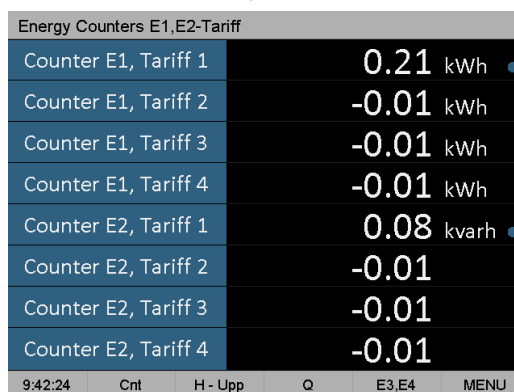 Energy Counters E1,E2-Tariff
Counter E1, Tariff 1 0.21 kWh
Counter E1, Tariff 2 -0.01 kWh
Counter E1, Tariff 3 -0.01 kWh
Counter E1, Tariff 4 -0.01 kWh
Counter E2, Tariff 1 0.08 kvarh
Counter E2, Tariff 2 -0.01
Counter E2, Tariff 3 -0.01
Counter E2, Tariff 4 -0.01
9:42:24 Cnt H - Upp Q E3,E4 MENU